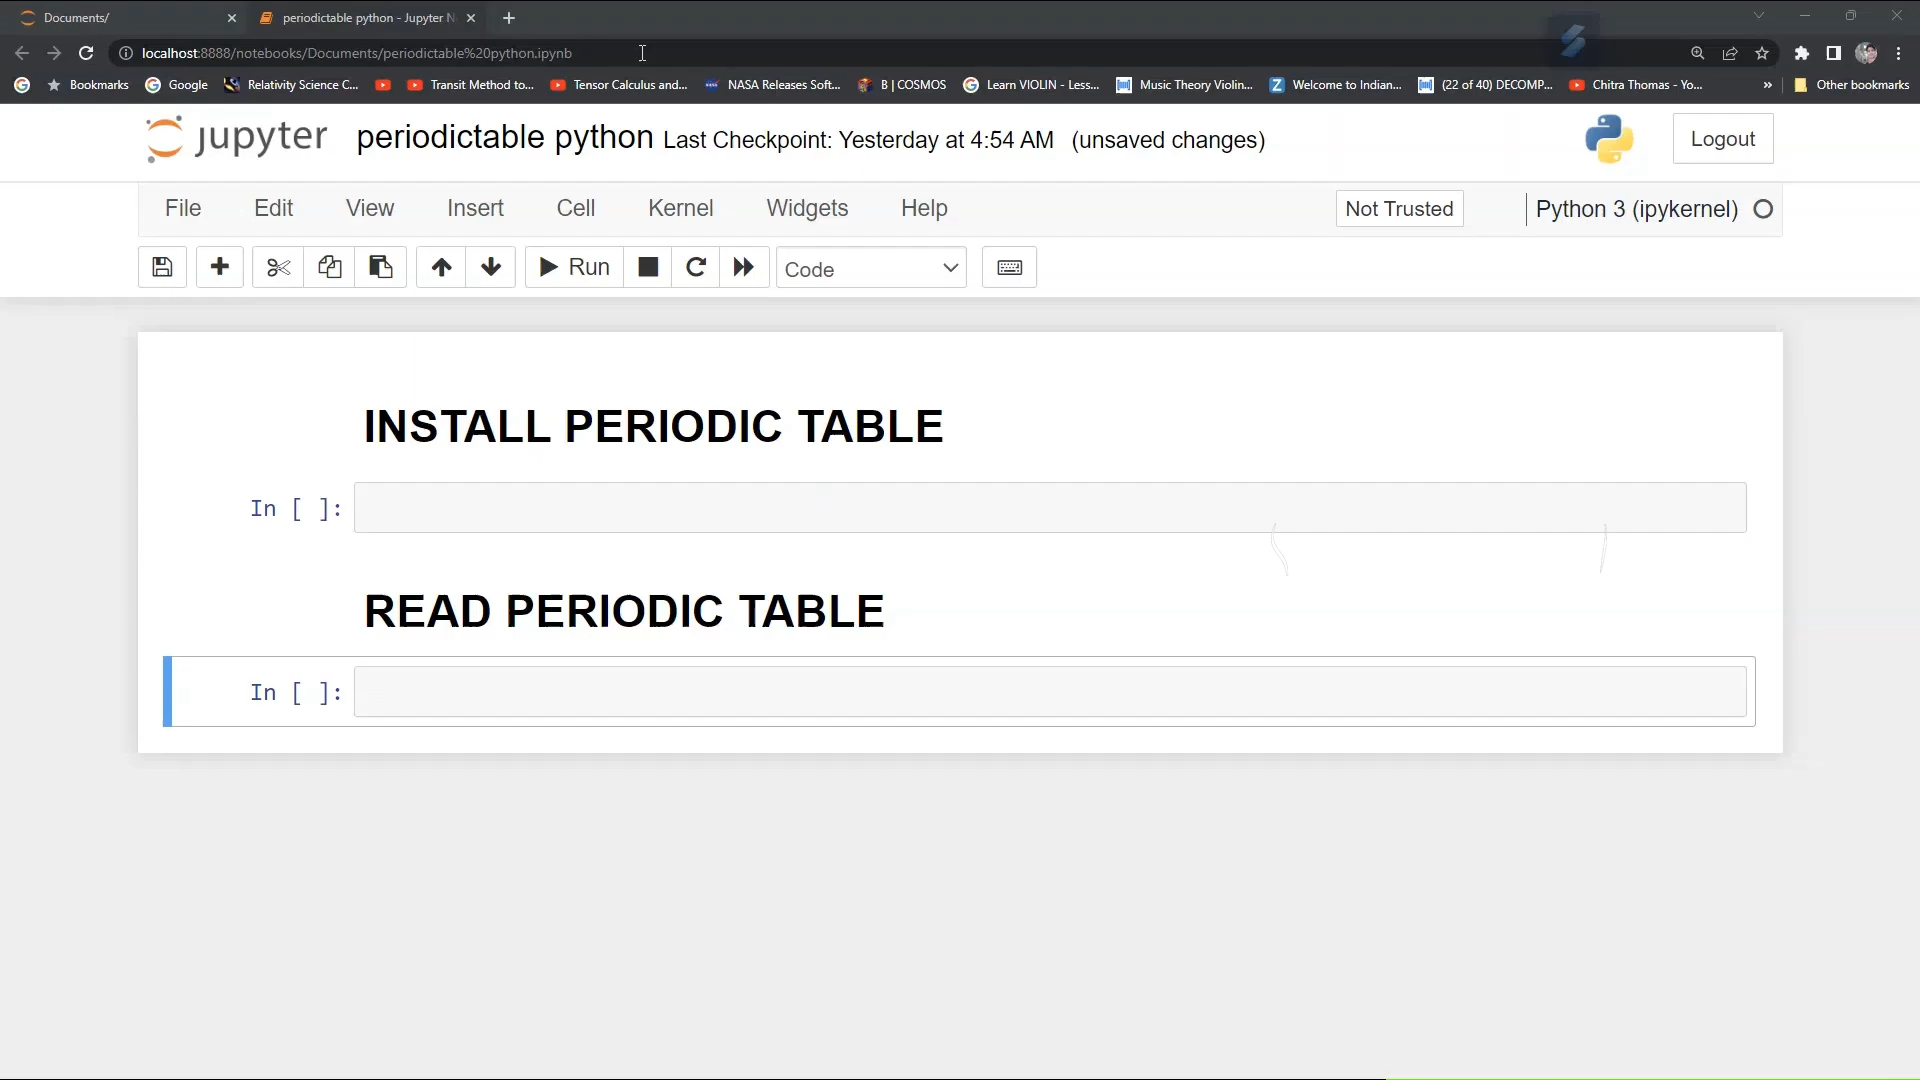 Documents/
periodictable python - Jupyter N
localhost:8888/notebooks/Documents/periodictable%20python.ipynb
Bookmarks Google Relativity Science C... Transit Method to... Tensor Calculus and... NASA Releases Soft... B | COSMOS Learn VIOLIN - Less... Music Theory Violin... Welcome to Indian... (22 of 40) DECOMP... Chitra Thomas - Yo... » Other bookmarks
jupyter periodictable python Last Checkpoint: Yesterday at 4:54 AM (unsaved changes) Logout
File Edit View Insert Cell Kernel Widgets Help Not Trusted Python 3 (ipykernel)
Run Code
INSTALL PERIODIC TABLE
In [ ]:
READ PERIODIC TABLE
In [ ]: